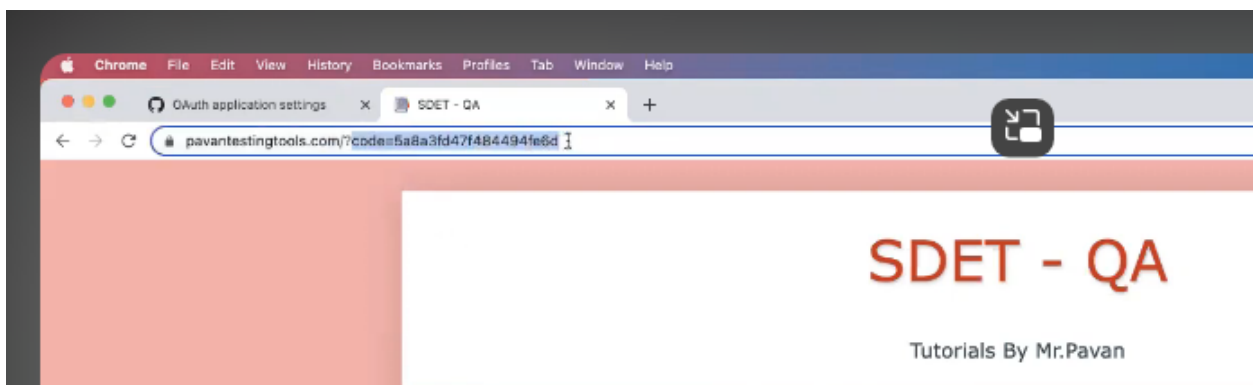 Chrome File Edit View History Bookmarks Profiles Tab Window Help
OAuth application settings SDET - QA
pavantestingtools.com/?code=5a8a3fd47f484494fe6d
SDET - QA
Tutorials By Mr.Pavan